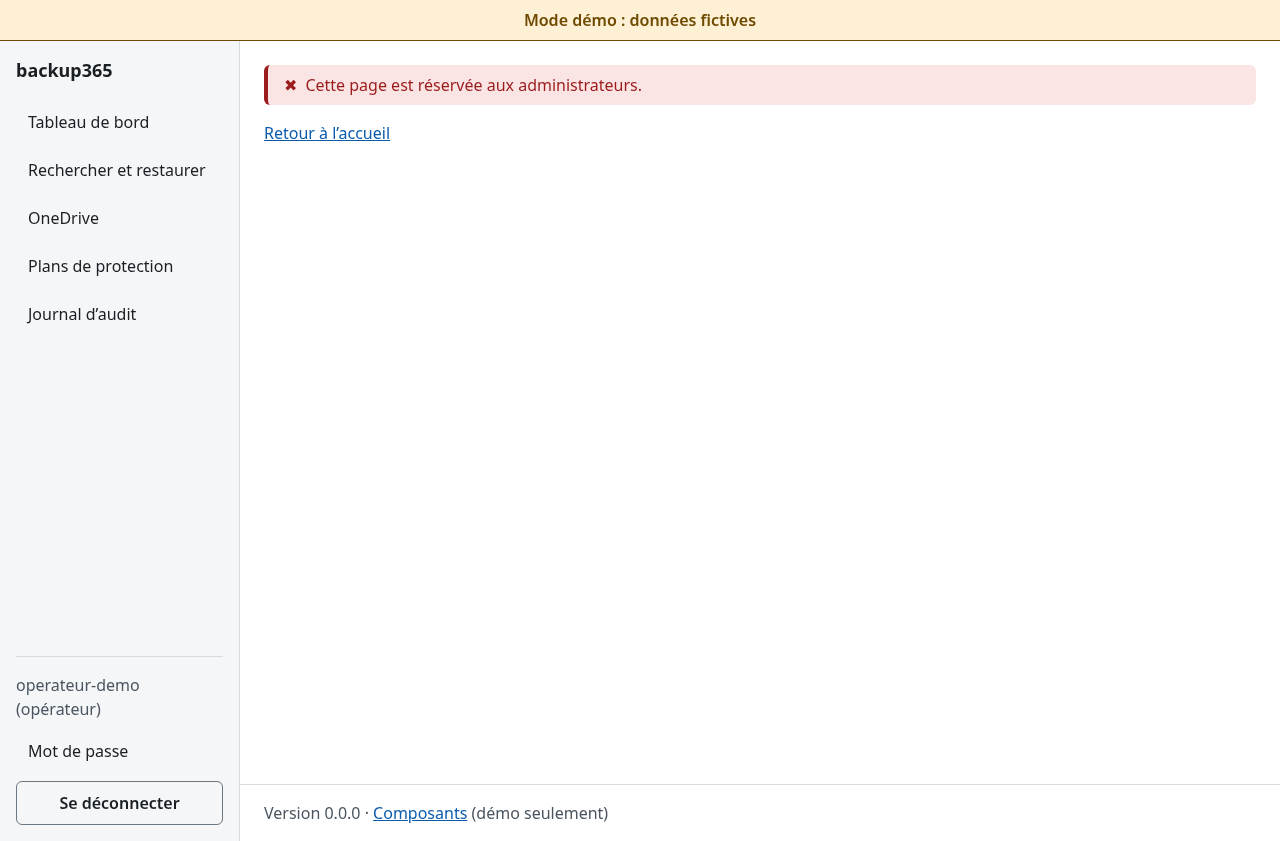 Mode démo : données fictives
backup365
Tableau de bord
Rechercher et restaurer
OneDrive
Plans de protection
Journal d’audit
operateur-demo
(opérateur)
Mot de passe
Se déconnecter
✖ Cette page est réservée aux administrateurs.
Retour à l’accueil
Version 0.0.0 · Composants (démo seulement)